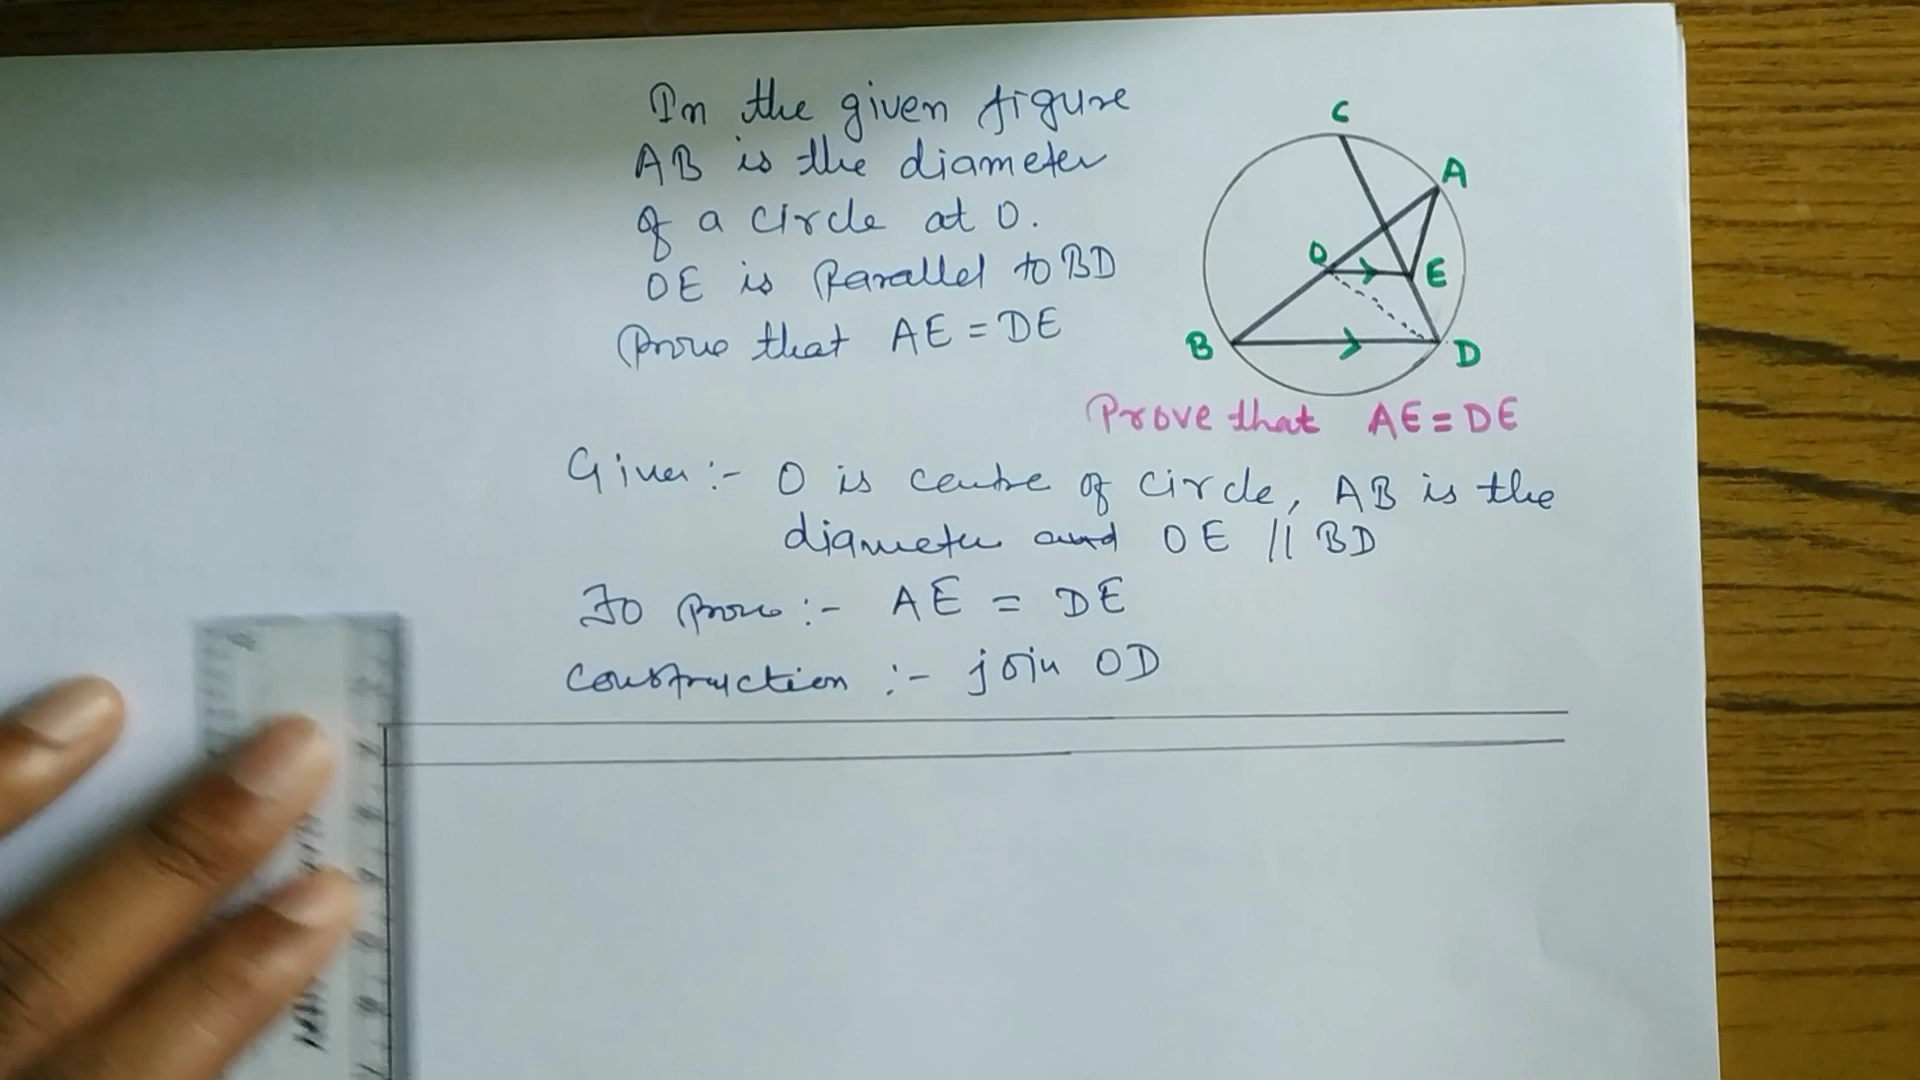 In the given figure
AB is the diameter
of a circle at O.
OE is Parallel to BD
Prove that AE = DE
C
A
O
E
B
D
Prove that AE = DE
Given :- O is centre of circle, AB is the
diameter and OE // BD
To prove :- AE = DE
Construction :- join OD